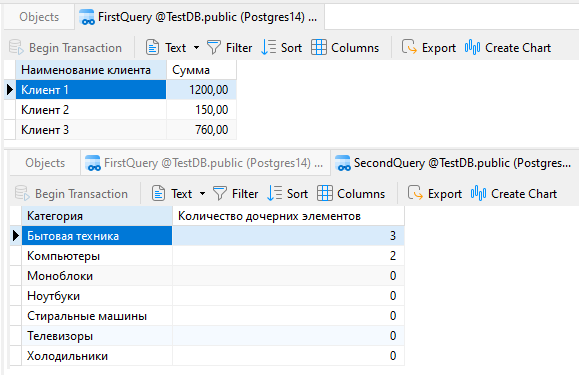 Objects FirstQuery @TestDB.public (Postgres14) ...
Begin Transaction Text Filter Sort Columns Export Create Chart
Наименование клиента Сумма
Клиент 1 1200,00
Клиент 2 150,00
Клиент 3 760,00
Objects FirstQuery @TestDB.public (Postgres14) ... SecondQuery @TestDB.public (Postgres...
Begin Transaction Text Filter Sort Columns Export Create Chart
Категория Количество дочерних элементов
Бытовая техника 3
Компьютеры 2
Моноблоки 0
Ноутбуки 0
Стиральные машины 0
Телевизоры 0
Холодильники 0